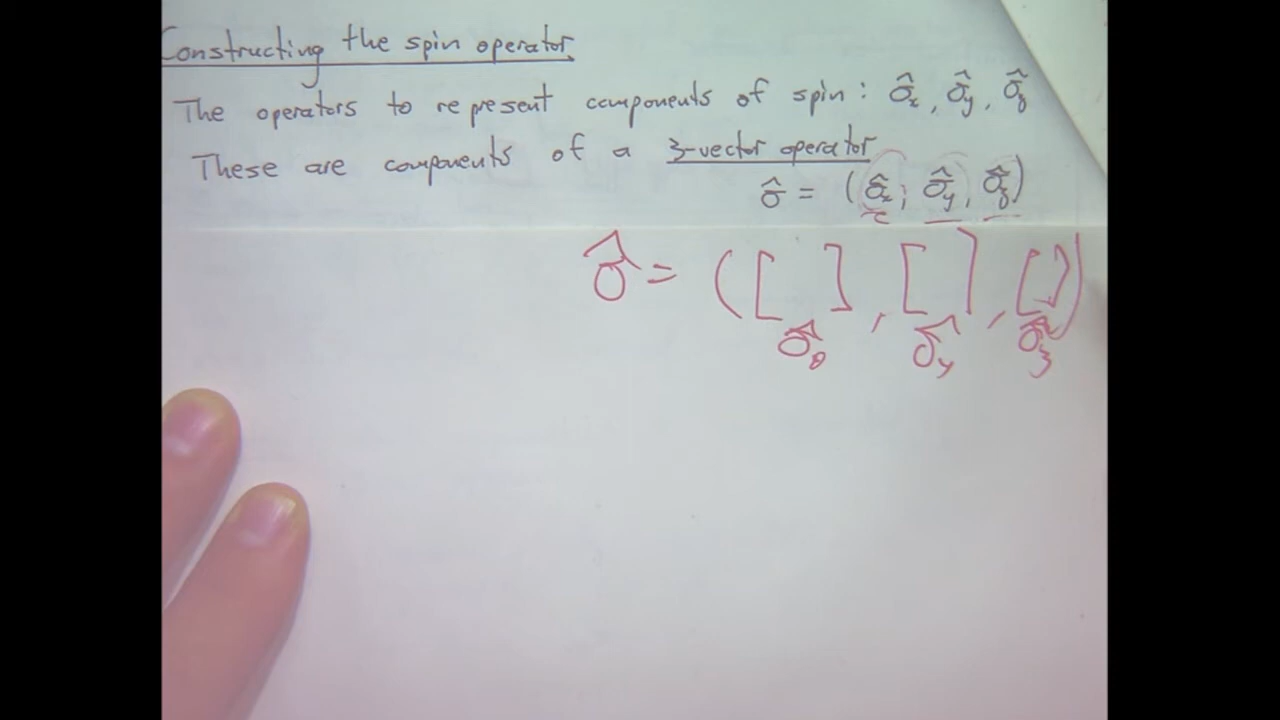 Constructing the spin operator
The operators to represent components of spin: σ̂x, σ̂y, σ̂z
These are components of a 3-vector operator
σ̂ = (σ̂x, σ̂y, σ̂z)
σ̂ = ([ ], [ ], [ ])
σ̂y σ̂z